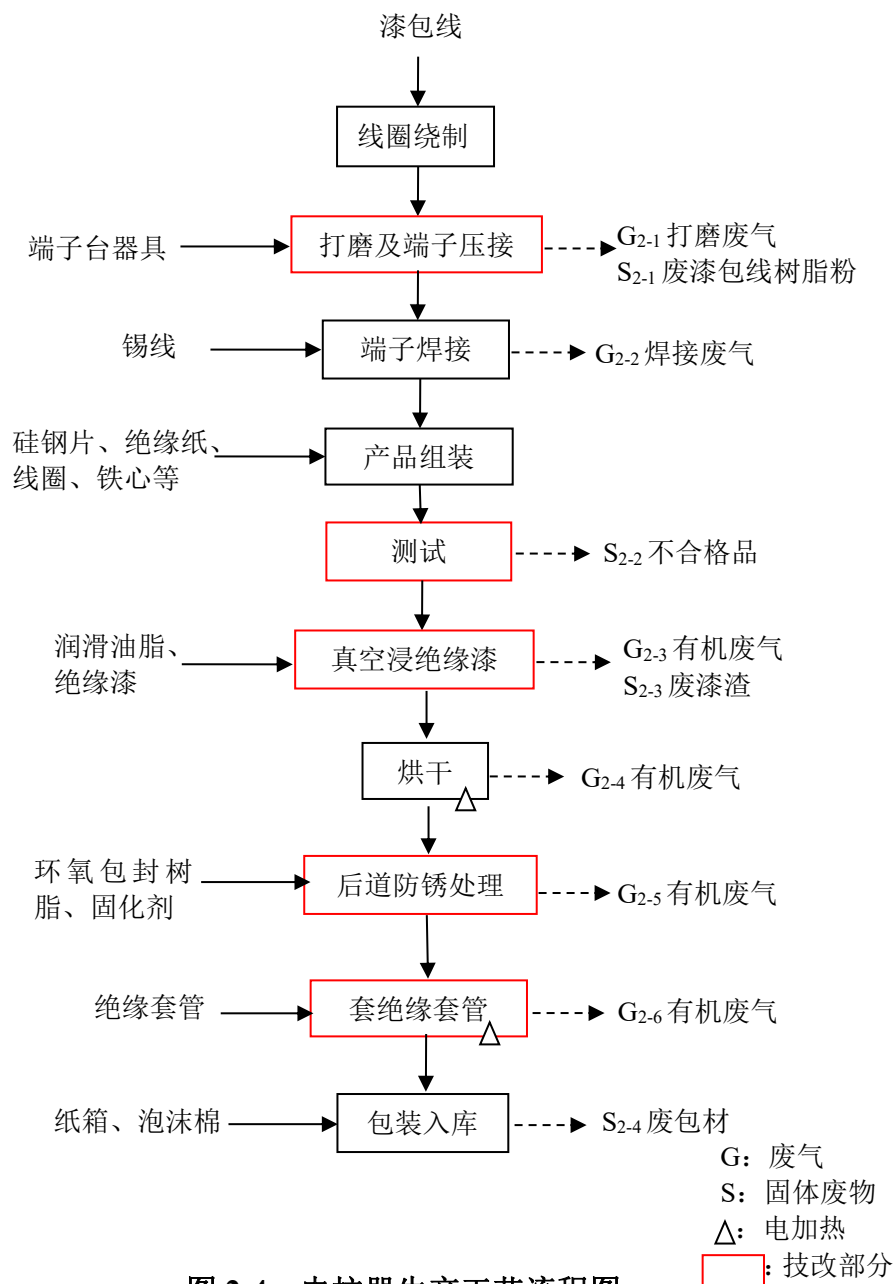 漆包线
线圈绕制
端子台器具
打磨及端子压接
G2-1 打磨废气
S2-1 废漆包线树脂粉
锡线
端子焊接
G2-2 焊接废气
硅钢片、绝缘纸、
线圈、铁心等
产品组装
测试
S2-2 不合格品
润滑油脂、
绝缘漆
真空浸绝缘漆
G2-3 有机废气
S2-3 废漆渣
烘干
G2-4 有机废气
环氧包封树
脂、固化剂
后道防锈处理
G2-5 有机废气
绝缘套管
套绝缘套管
G2-6 有机废气
纸箱、泡沫棉
包装入库
S2-4 废包材
G：废气
S：固体废物
△：电加热
：技改部分